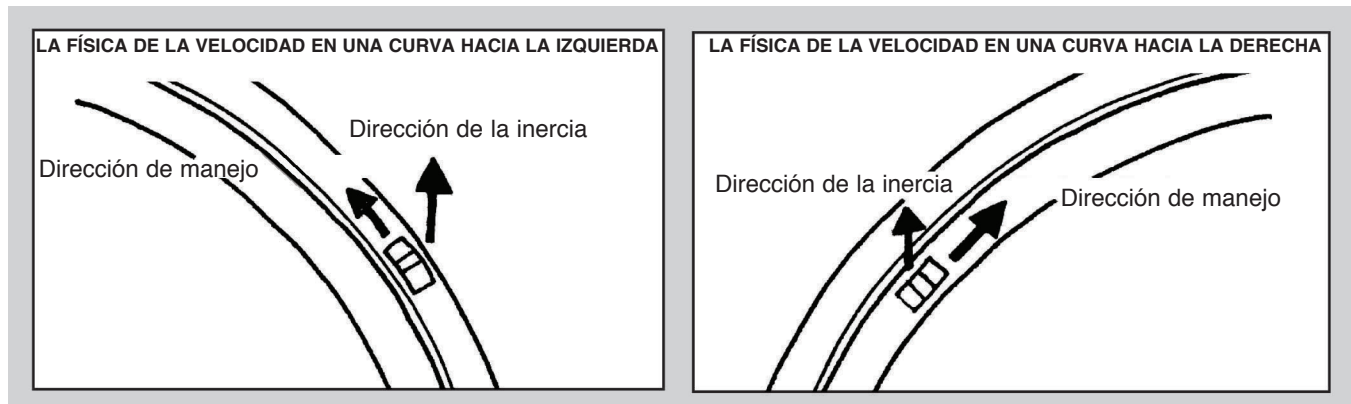 LA FÍSICA DE LA VELOCIDAD EN UNA CURVA HACIA LA IZQUIERDA
Dirección de la inercia
Dirección de manejo
LA FÍSICA DE LA VELOCIDAD EN UNA CURVA HACIA LA DERECHA
Dirección de la inercia
Dirección de manejo